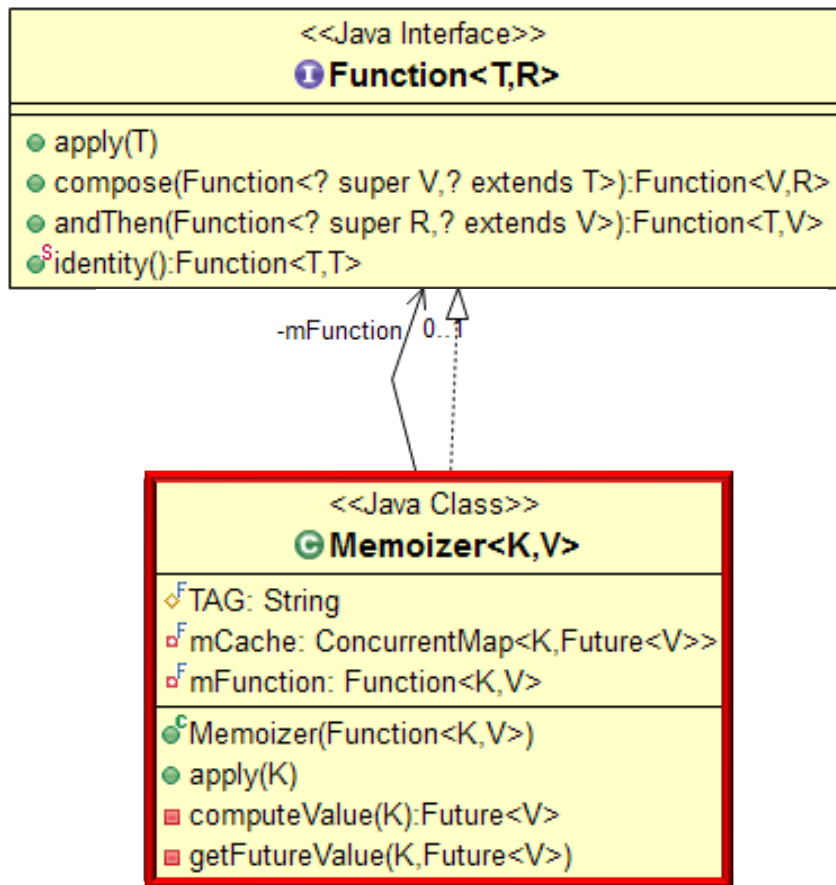 <<Java Interface>>
I Function<T,R>
apply(T)
compose(Function<? super V,? extends T>):Function<V,R>
andThen(Function<? super R,? extends V>):Function<T,V>
S identity():Function<T,T>
-mFunction 0..1
<<Java Class>>
C Memoizer<K,V>
F TAG: String
F mCache: ConcurrentMap<K,Future<V>>
F mFunction: Function<K,V>
C Memoizer(Function<K,V>)
apply(K)
computeValue(K):Future<V>
getFutureValue(K,Future<V>)